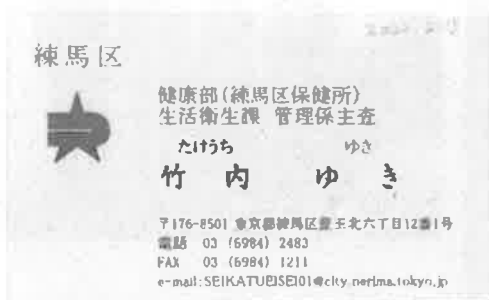 練馬区
健康部(練馬区保健所)
生活衛生課 管理係主査
たけうち ゆき
竹内 ゆき
〒176-8501 東京都練馬区豊玉北六丁目12番1号
電話 03 (6984) 2483
FAX 03 (6984) 1211
e-mail:SEIKATUEISEI01@city.nerima.tokyo.jp